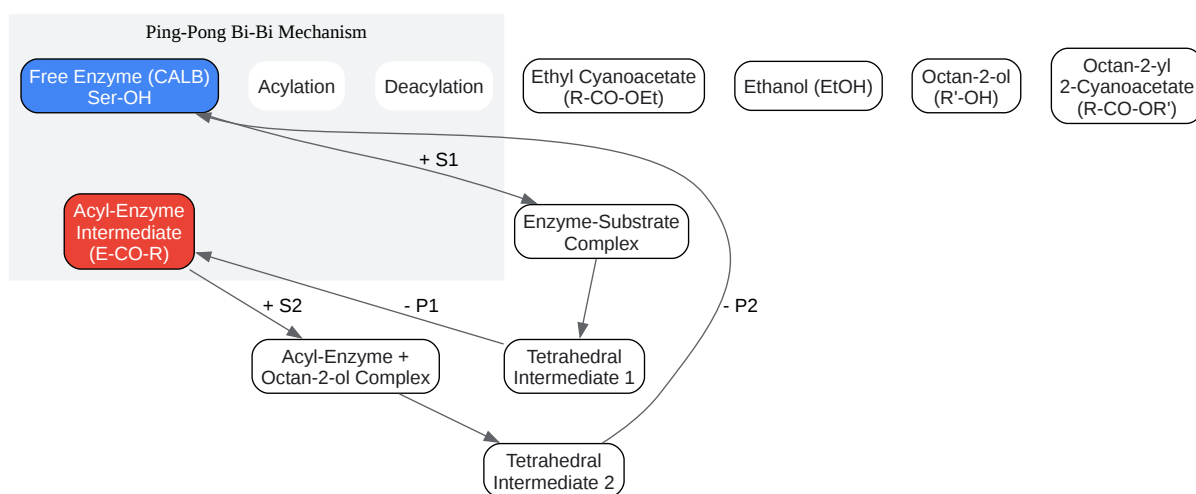 Ping-Pong Bi-Bi Mechanism
Free Enzyme (CALB)
Ser-OH
Acylation
Deacylation
Ethyl Cyanoacetate
(R-CO-OEt)
Ethanol (EtOH)
Octan-2-ol
(R'-OH)
Octan-2-yl
2-Cyanoacetate
(R-CO-OR')
+ S1
Acyl-Enzyme
Intermediate
(E-CO-R)
Enzyme-Substrate
Complex
+ S2
- P1
- P2
Acyl-Enzyme +
Octan-2-ol Complex
Tetrahedral
Intermediate 1
Tetrahedral
Intermediate 2